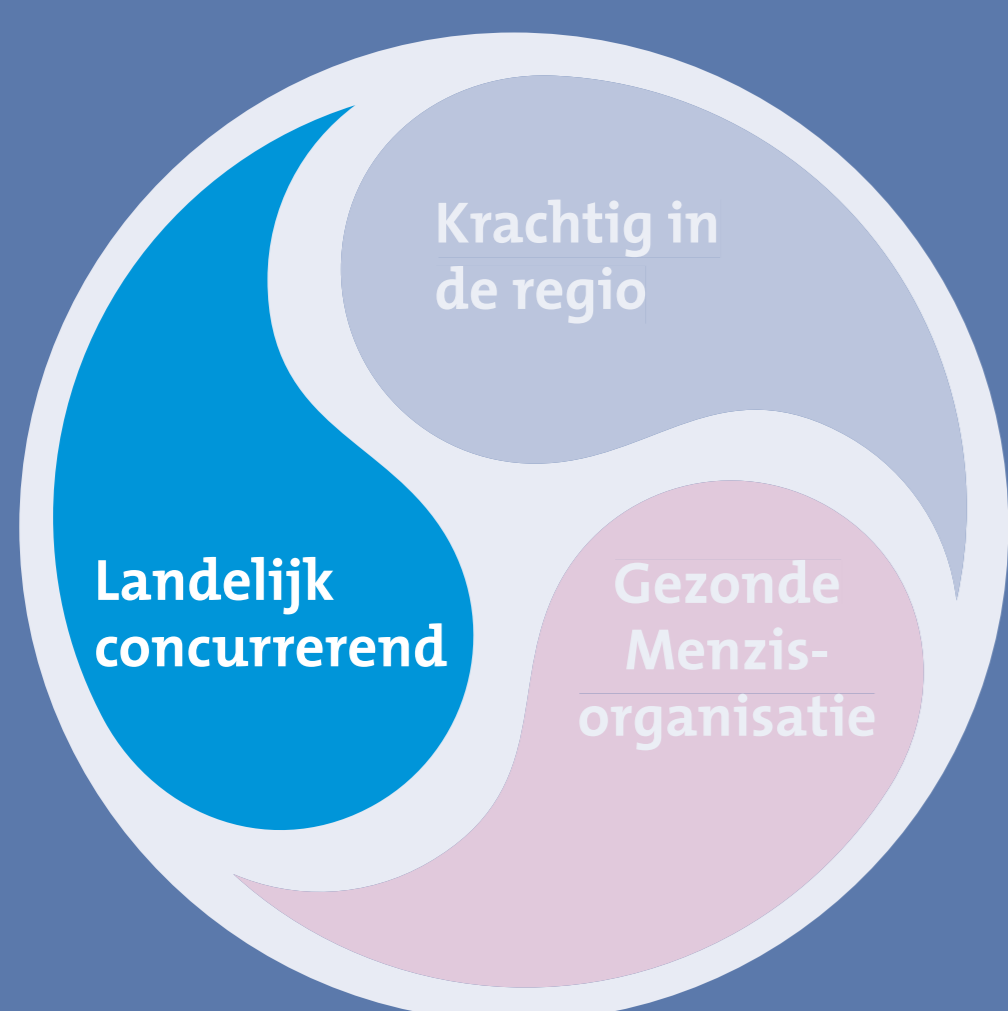 Krachtig in
de regio
Landelijk
concurrerend
Gezonde
Menzis-
organisatie